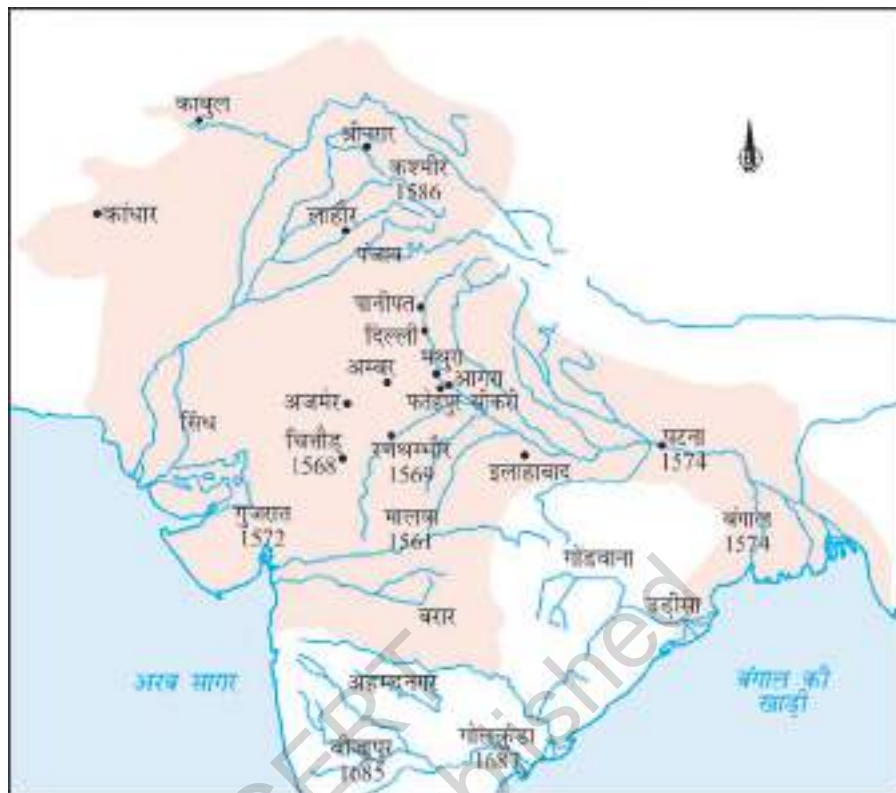 काबुल
श्रीनगर
कश्मीर
1586
कांधार
लाहौर
पंजाब
पानीपत
दिल्ली
मथुरा
अम्बर
आगरा
फतेहपुर सीकरी
अजमेर
सिंध
चित्तौड़
1568
रणथम्भौर
1569
इलाहाबाद
पटना
1574
गुजरात
1572
मालवा
1561
बंगाल
1574
गोंडवाना
उड़ीसा
बरार
अरब सागर
अहमदनगर
बंगाल की
खाड़ी
बीजापुर
1685
गोलकुंडा
1687